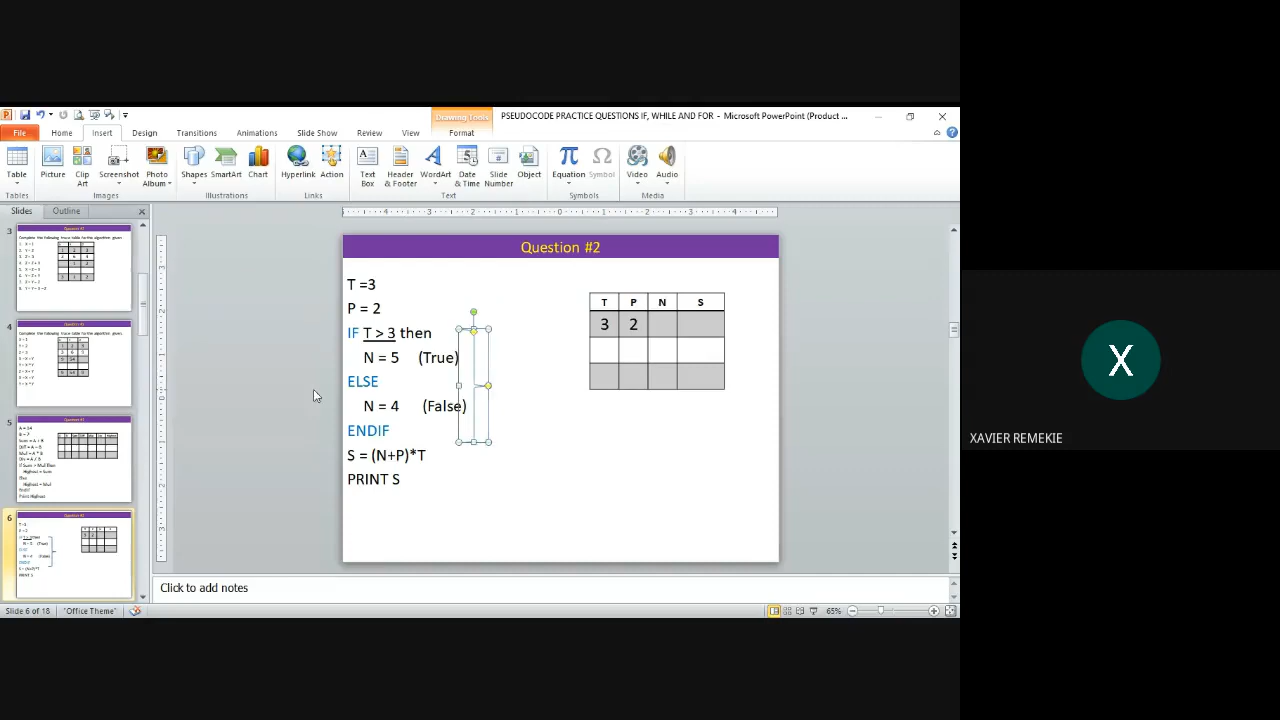 Drawing Tools
PSEUDOCODE PRACTICE QUESTIONS IF, WHILE AND FOR - Microsoft PowerPoint (Product ...
File Home Insert Design Transitions Animations Slide Show Review View Format
Table Picture Clip Art Screenshot Photo Album Shapes SmartArt Chart Hyperlink Action Text Box Header & Footer WordArt Date & Time Slide Number Object Equation Symbol Video Audio
Tables Images Illustrations Links Text Symbols Media
Slides Outline
3
4
5
6
Question #2
T =3
P = 2
IF T > 3 then
N = 5 (True)
ELSE
N = 4 (False)
ENDIF
S = (N+P)*T
PRINT S
T P N S
3 2
Click to add notes
Slide 6 of 18 "Office Theme" 65%
X
XAVIER REMEKIE